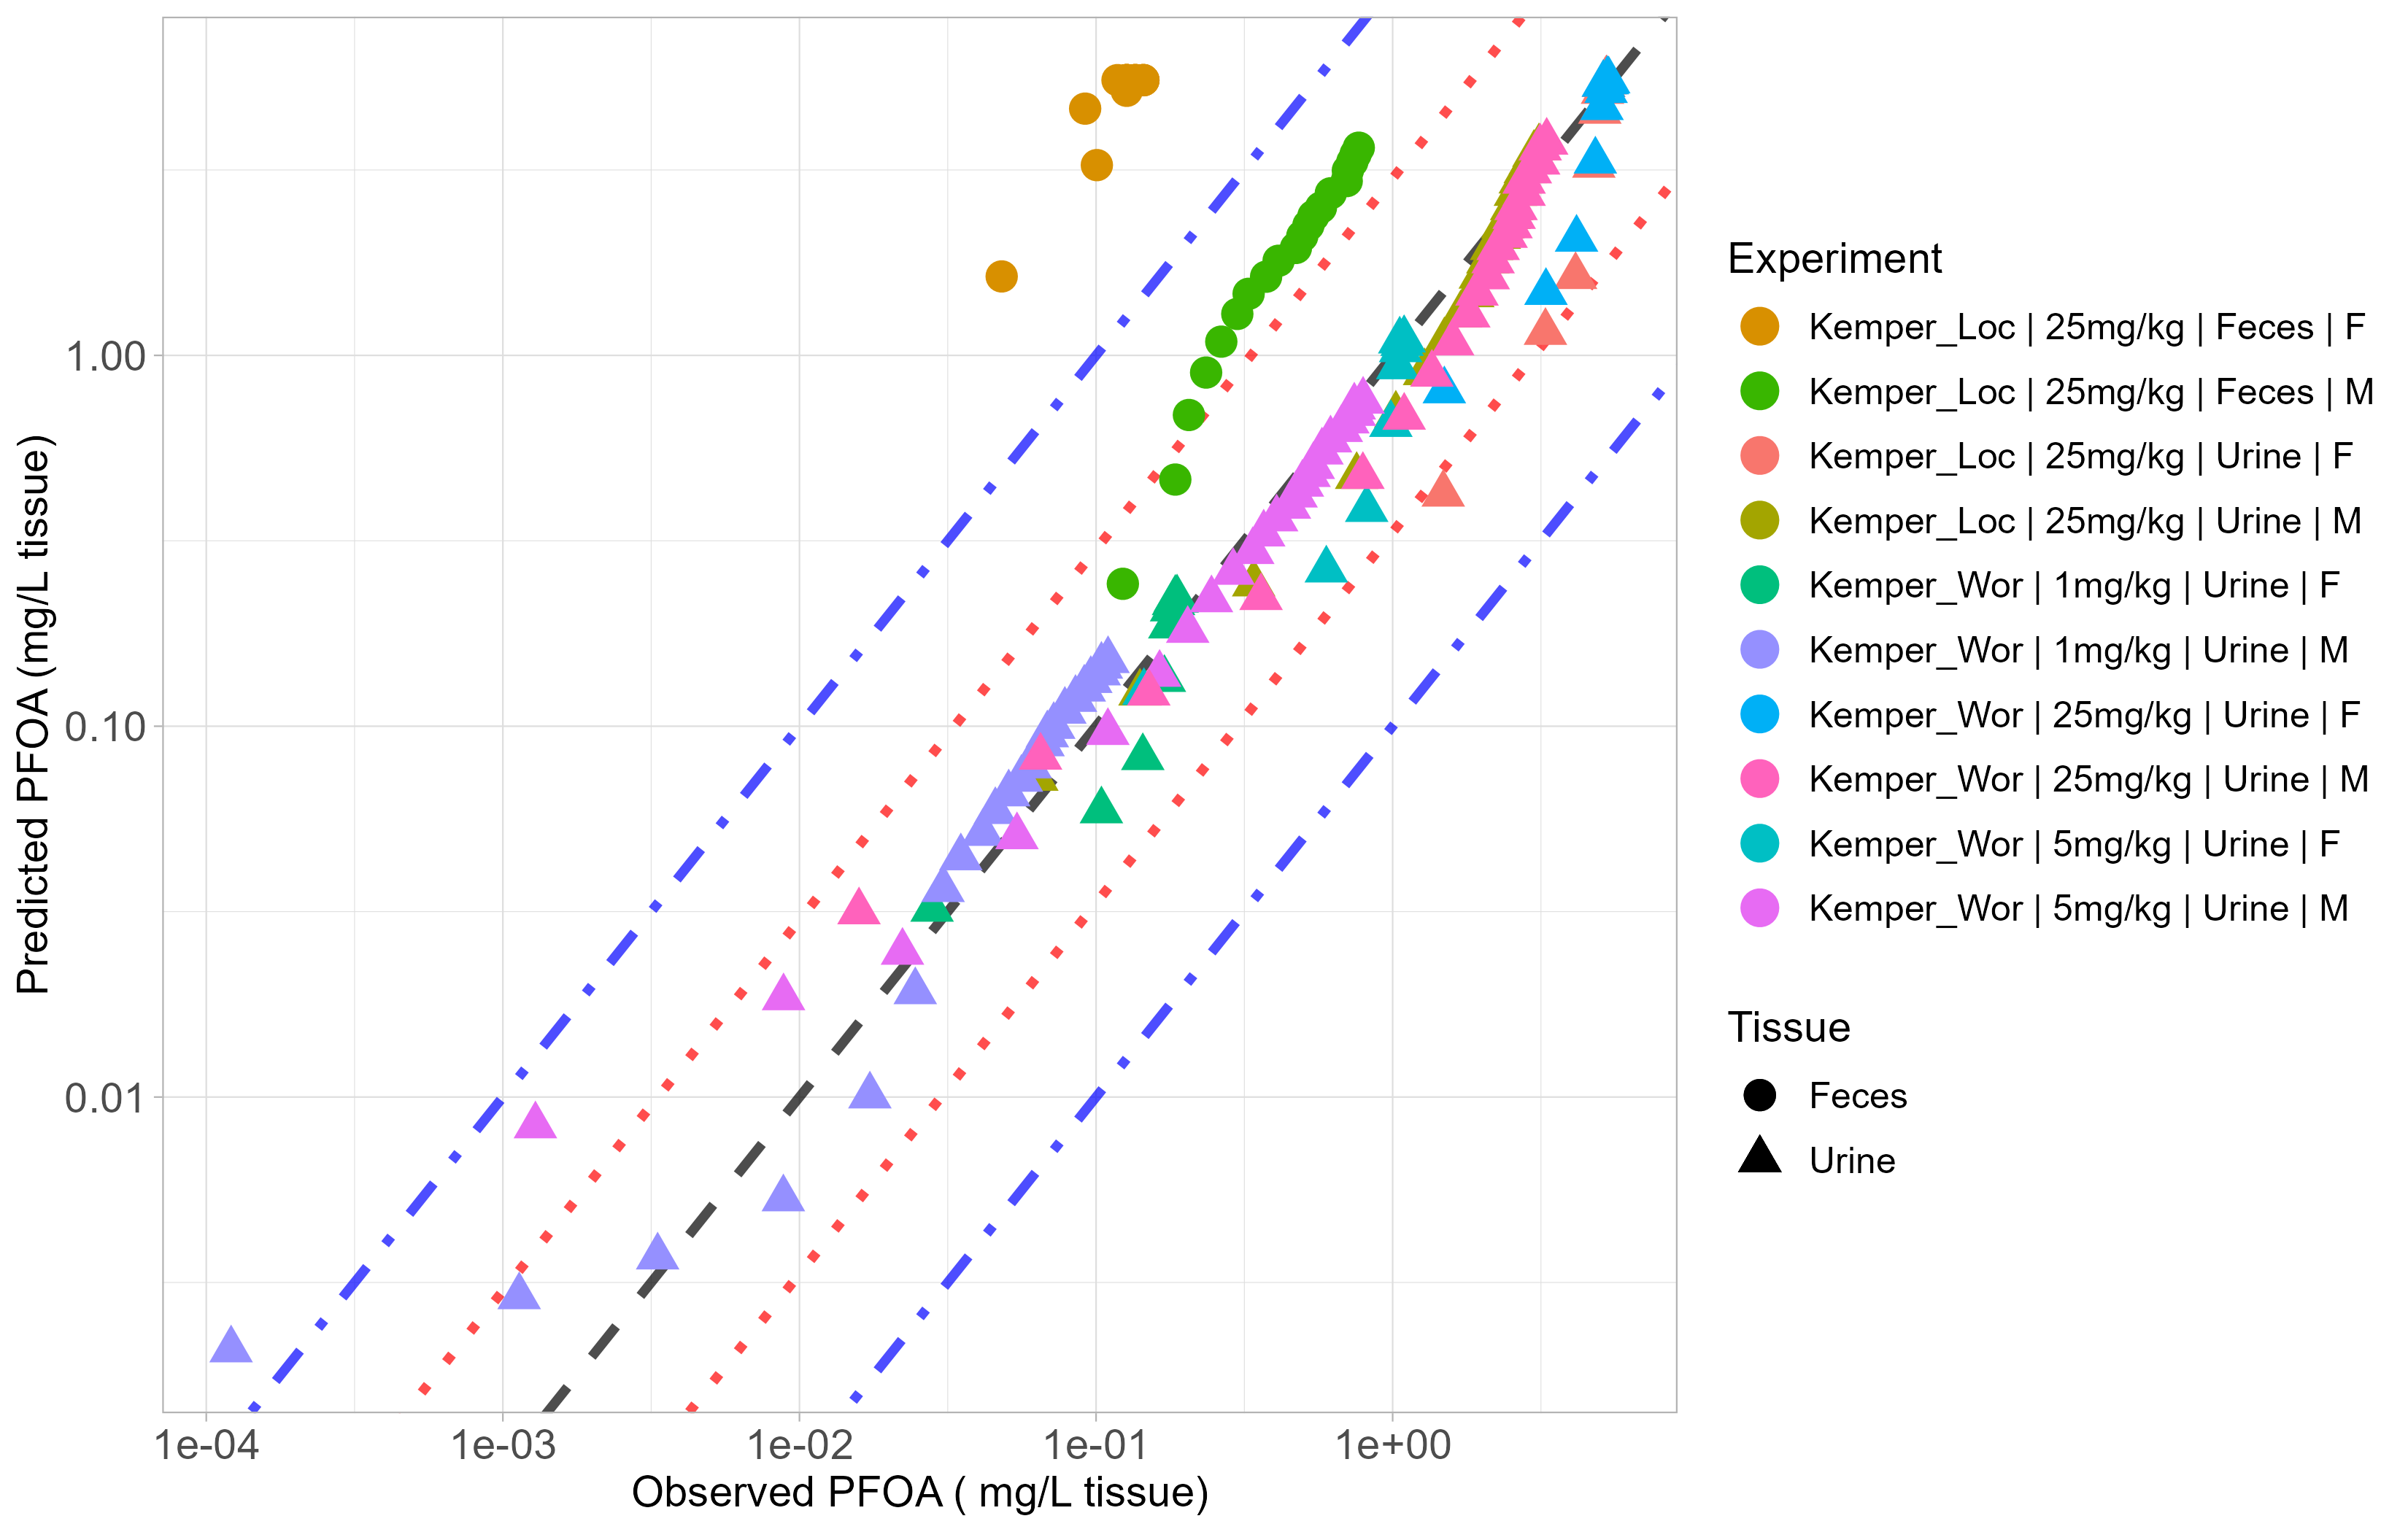 Predicted PFOA (mg/L tissue)
1.00
0.10
0.01
1e-04
1e-03
1e-02
1e-01
1e+00
Observed PFOA ( mg/L tissue)
Experiment
Kemper_Loc | 25mg/kg | Feces | F
Kemper_Loc | 25mg/kg | Feces | M
Kemper_Loc | 25mg/kg | Urine | F
Kemper_Loc | 25mg/kg | Urine | M
Kemper_Wor | 1mg/kg | Urine | F
Kemper_Wor | 1mg/kg | Urine | M
Kemper_Wor | 25mg/kg | Urine | F
Kemper_Wor | 25mg/kg | Urine | M
Kemper_Wor | 5mg/kg | Urine | F
Kemper_Wor | 5mg/kg | Urine | M
Tissue
Feces
Urine